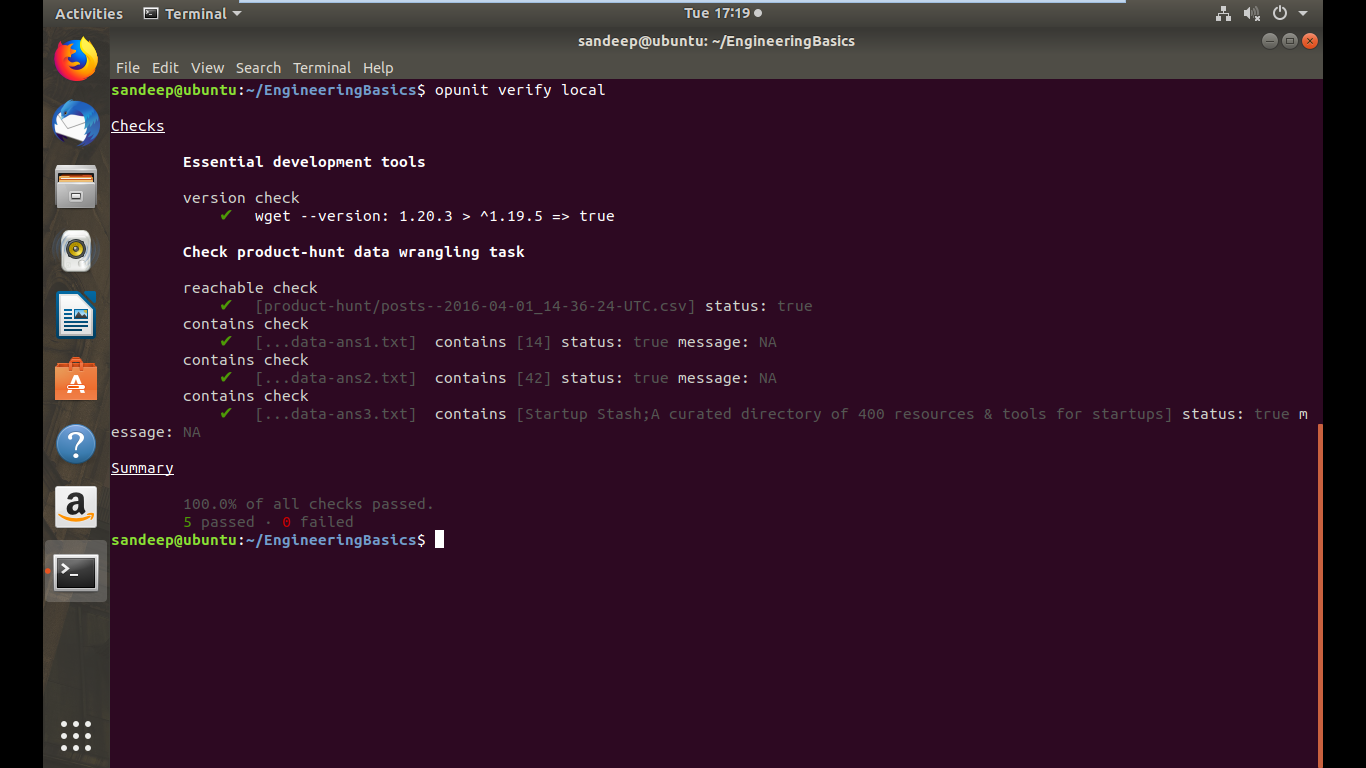 Activities Terminal Tue 17:19
sandeep@ubuntu: ~/EngineeringBasics
File Edit View Search Terminal Help
sandeep@ubuntu:~/EngineeringBasics$ opunit verify local
Checks
Essential development tools
version check
✔ wget --version: 1.20.3 > ^1.19.5 => true
Check product-hunt data wrangling task
reachable check
✔ [product-hunt/posts--2016-04-01_14-36-24-UTC.csv] status: true
contains check
✔ [...data-ans1.txt] contains [14] status: true message: NA
contains check
✔ [...data-ans2.txt] contains [42] status: true message: NA
contains check
✔ [...data-ans3.txt] contains [Startup Stash;A curated directory of 400 resources & tools for startups] status: true m
essage: NA
Summary
100.0% of all checks passed.
5 passed · 0 failed
sandeep@ubuntu:~/EngineeringBasics$